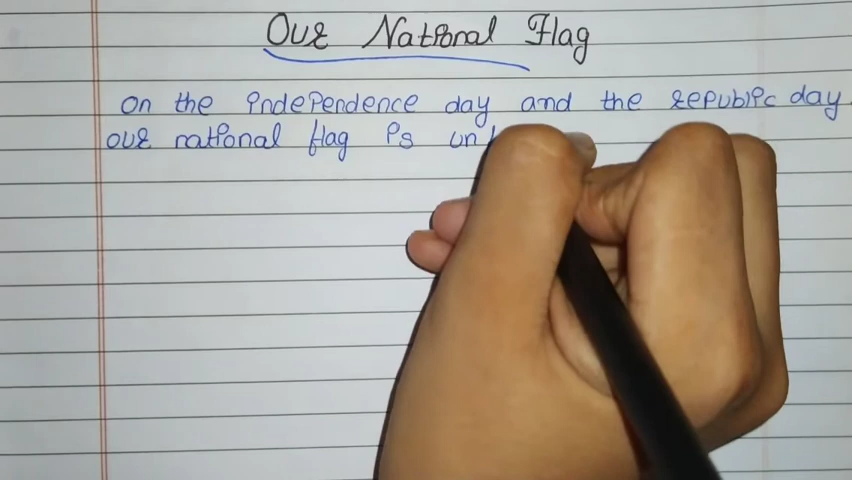 Our National Flag
on the independence day and the republic day
our national flag is